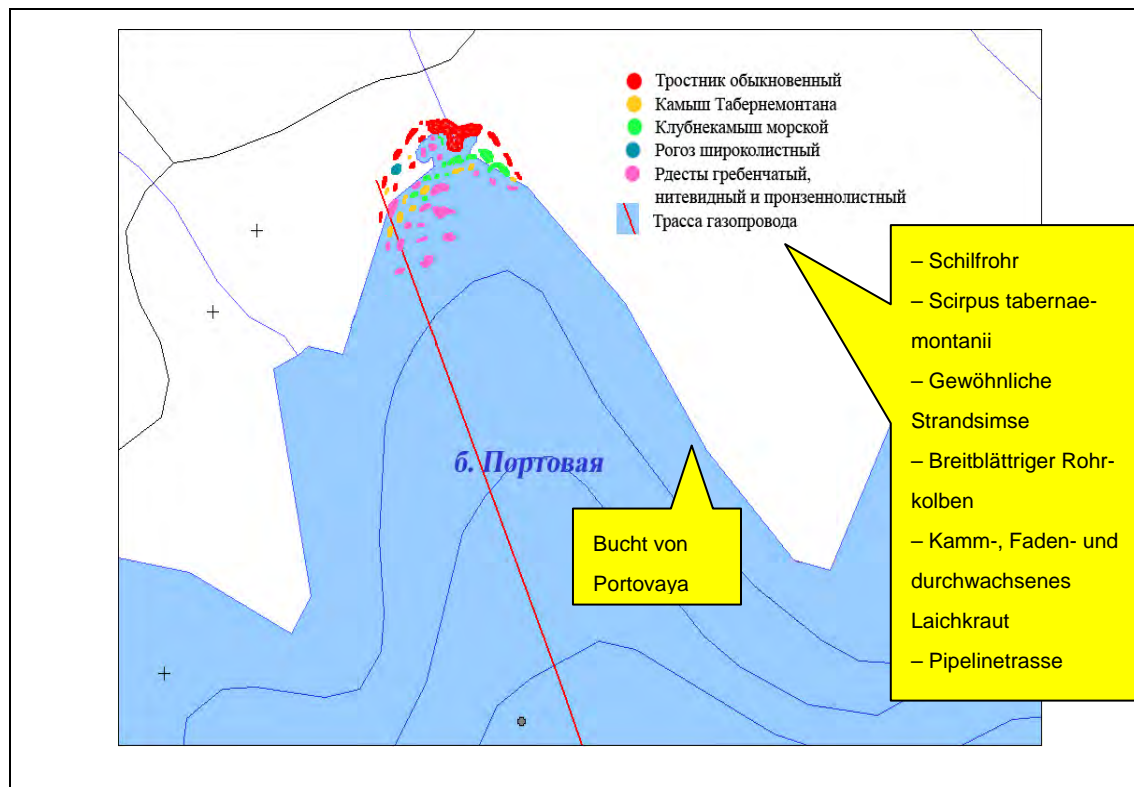 Тростник обыкновенный
Камыш Табернемонтана
Клубнекамыш морской
Рогоз широколистный
Рдесты гребенчатый,
нитевидный и пронзеннолистный
Трасса газопровода
– Schilfrohr
– Scirpus tabernae-
montanii
– Gewöhnliche
Strandsimse
– Breitblättriger Rohr-
kolben
– Kamm-, Faden- und
durchwachsenes
Laichkraut
– Pipelinetrasse
б. Портовая
Bucht von
Portovaya